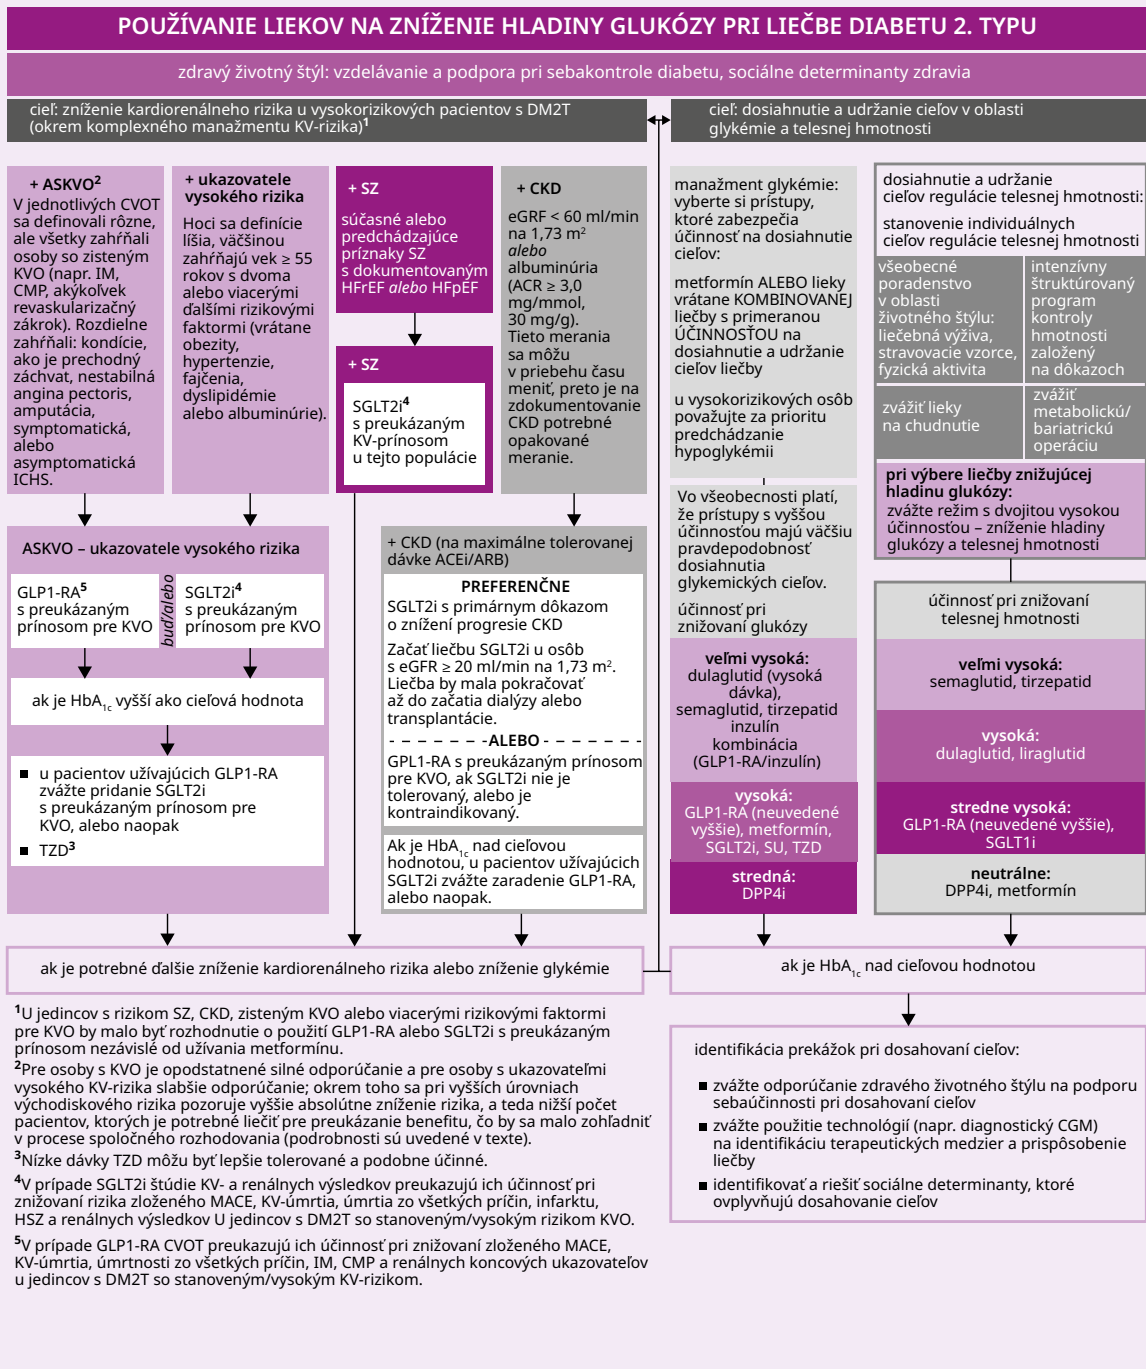 POUŽÍVANIE LIEKOV NA ZNÍŽENIE HLADINY GLUKÓZY PRI LIEČBE DIABETU 2. TYPU
zdravý životný štýl: vzdelávanie a podpora pri sebakontrole diabetu, sociálne determinanty zdravia
cieľ: zníženie kardiorenálneho rizika u vysokorizikových pacientov s DM2T
(okrem komplexného manažmentu KV-rizika)¹
cieľ: dosiahnutie a udržanie cieľov v oblasti
glykémie a telesnej hmotnosti
+ ASKVO²
V jednotlivých CVOT
sa definovali rôzne,
ale všetky zahŕňali
osoby so zisteným
KVO (napr. IM,
CMP, akýkoľvek
revaskularizačný
zákrok). Rozdielne
zahŕňali: kondície,
ako je prechodný
záchvat, nestabilná
angina pectoris,
amputácia,
symptomatická,
alebo
asymptomatická
ICHS.
+ ukazovatele
vysokého rizika
Hoci sa definície
líšia, väčšinou
zahŕňajú vek ≥ 55
rokov s dvoma
alebo viacerými
ďalšími rizikovými
faktormi (vrátane
obezity,
hypertenzie,
fajčenia,
dyslipidémie
alebo albuminúrie).
+ SZ
súčasné alebo
predchádzajúce
príznaky SZ
s dokumentovaným
HFrEF alebo HFpEF
+ SZ
SGLT2i⁴
s preukázaným
KV-prínosom
u tejto populácie
+ CKD
eGRF < 60 ml/min
na 1,73 m²
alebo
albuminúria
(ACR ≥ 3,0
mg/mmol,
30 mg/g).
Tieto merania
sa môžu
v priebehu času
meniť, preto je na
zdokumentovanie
CKD potrebné
opakované
meranie.
ASKVO – ukazovatele vysokého rizika
GLP1-RA⁵
s preukázaným
prínosom pre KVO
buď/alebo
SGLT2i⁴
s preukázaným
prínosom pre KVO
ak je HbA1c vyšší ako cieľová hodnota
■ u pacientov užívajúcich GLP1-RA
zvážte pridanie SGLT2i
s preukázaným prínosom pre
KVO, alebo naopak
■ TZD³
+ CKD (na maximálne tolerovanej
dávke ACEi/ARB)
PREFERENČNE
SGLT2i s primárnym dôkazom
o znížení progresie CKD
Začať liečbu SGLT2i u osôb
s eGFR ≥ 20 ml/min na 1,73 m².
Liečba by mala pokračovať
až do začatia dialýzy alebo
transplantácie.
ALEBO
GPL1-RA s preukázaným prínosom
pre KVO, ak SGLT2i nie je
tolerovaný, alebo je
kontraindikovaný.
Ak je HbA1c nad cieľovou
hodnotou, u pacientov užívajúcich
SGLT2i zvážte zaradenie GLP1-RA,
alebo naopak.
manažment glykémie:
vyberte si prístupy,
ktoré zabezpečia
účinnosť na dosiahnutie
cieľov:
metformín ALEBO lieky
vrátane KOMBINOVANEJ
liečby s primeranou
ÚČINNOSŤOU na
dosiahnutie a udržanie
cieľov liečby
u vysokorizikových osôb
považujte za prioritu
predchádzanie
hypoglykémii
Vo všeobecnosti platí,
že prístupy s vyššou
účinnosťou majú väčšiu
pravdepodobnosť
dosiahnutia
glykemických cieľov.
účinnosť pri
znižovaní glukózy
veľmi vysoká:
dulaglutid (vysoká
dávka),
semaglutid, tirzepatid
inzulín
kombinácia
(GLP1-RA/inzulín)
vysoká:
GLP1-RA (neuvedené
vyššie), metformín,
SGLT2i, SU, TZD
stredná:
DPP4i
dosiahnutie a udržanie
cieľov regulácie telesnej hmotnosti:
stanovenie individuálnych
cieľov regulácie telesnej hmotnosti
všeobecné
poradenstvo
v oblasti
životného štýlu:
liečebná výživa,
stravovacie vzorce,
fyzická aktivita
intenzívny
štruktúrovaný
program
kontroly
hmotnosti
založený
na dôkazoch
zvážiť lieky
na chudnutie
zvážiť
metabolickú/
bariatrickú
operáciu
pri výbere liečby znižujúcej
hladinu glukózy:
zvážte režim s dvojitou vysokou
účinnosťou – zníženie hladiny
glukózy a telesnej hmotnosti
účinnosť pri znižovaní
telesnej hmotnosti
veľmi vysoká:
semaglutid, tirzepatid
vysoká:
dulaglutid, liraglutid
stredne vysoká:
GLP1-RA (neuvedené vyššie),
SGLT1i
neutrálne:
DPP4i, metformín
ak je potrebné ďalšie zníženie kardiorenálneho rizika alebo zníženie glykémie
ak je HbA1c nad cieľovou hodnotou
identifikácia prekážok pri dosahovaní cieľov:
■ zvážte odporúčanie zdravého životného štýlu na podporu
sebaúčinnosti pri dosahovaní cieľov
■ zvážte použitie technológií (napr. diagnostický CGM)
na identifikáciu terapeutických medzier a prispôsobenie
liečby
■ identifikovať a riešiť sociálne determinanty, ktoré
ovplyvňujú dosahovanie cieľov
¹U jedincov s rizikom SZ, CKD, zisteným KVO alebo viacerými rizikovými faktormi
pre KVO by malo byť rozhodnutie o použití GLP1-RA alebo SGLT2i s preukázaným
prínosom nezávislé od užívania metformínu.
²Pre osoby s KVO je opodstatnené silné odporúčanie a pre osoby s ukazovateľmi
vysokého KV-rizika slabšie odporúčanie; okrem toho sa pri vyšších úrovniach
východiskového rizika pozoruje vyššie absolútne zníženie rizika, a teda nižší počet
pacientov, ktorých je potrebné liečiť pre preukázanie benefitu, čo by sa malo zohľadniť
v procese spoločného rozhodovania (podrobnosti sú uvedené v texte).
³Nízke dávky TZD môžu byť lepšie tolerované a podobne účinné.
⁴V prípade SGLT2i štúdie KV- a renálnych výsledkov preukazujú ich účinnosť pri
znižovaní rizika zloženého MACE, KV-úmrtia, úmrtia zo všetkých príčin, infarktu,
HSZ a renálnych výsledkov U jedincov s DM2T so stanoveným/vysokým rizikom KVO.
⁵V prípade GLP1-RA CVOT preukazujú ich účinnosť pri znižovaní zloženého MACE,
KV-úmrtia, úmrtnosti zo všetkých príčin, IM, CMP a renálnych koncových ukazovateľov
u jedincov s DM2T so stanoveným/vysokým KV-rizikom.